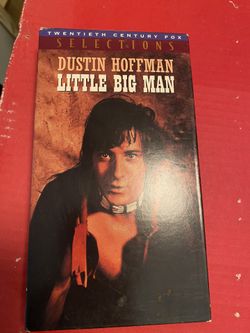 TWENTIETH CENTURY FOX
SELECTIONS
DUSTIN HOFFMAN
LITTLE BIG MAN